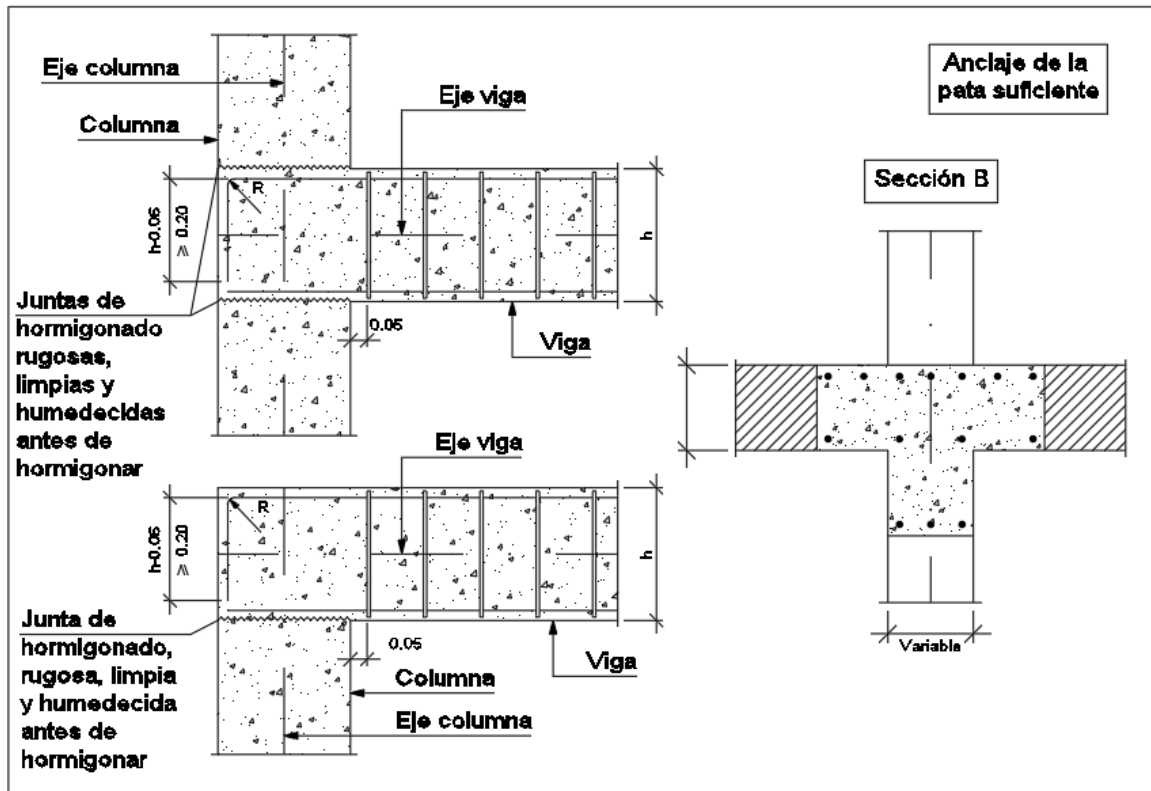 Eje columna
Columna
Eje viga
Anclaje de la
pata suficiente
Sección B
R
h-0.06
≥ 0.20
h
Juntas de
hormigonado
rugosas,
limpias y
humedecidas
antes de
hormigonar
0.05
Viga
Eje viga
R
h-0.06
≥ 0.20
h
Junta de
hormigonado,
rugosa, limpia
y humedecida
antes de
hormigonar
0.05
Viga
Columna
Eje columna
Variable